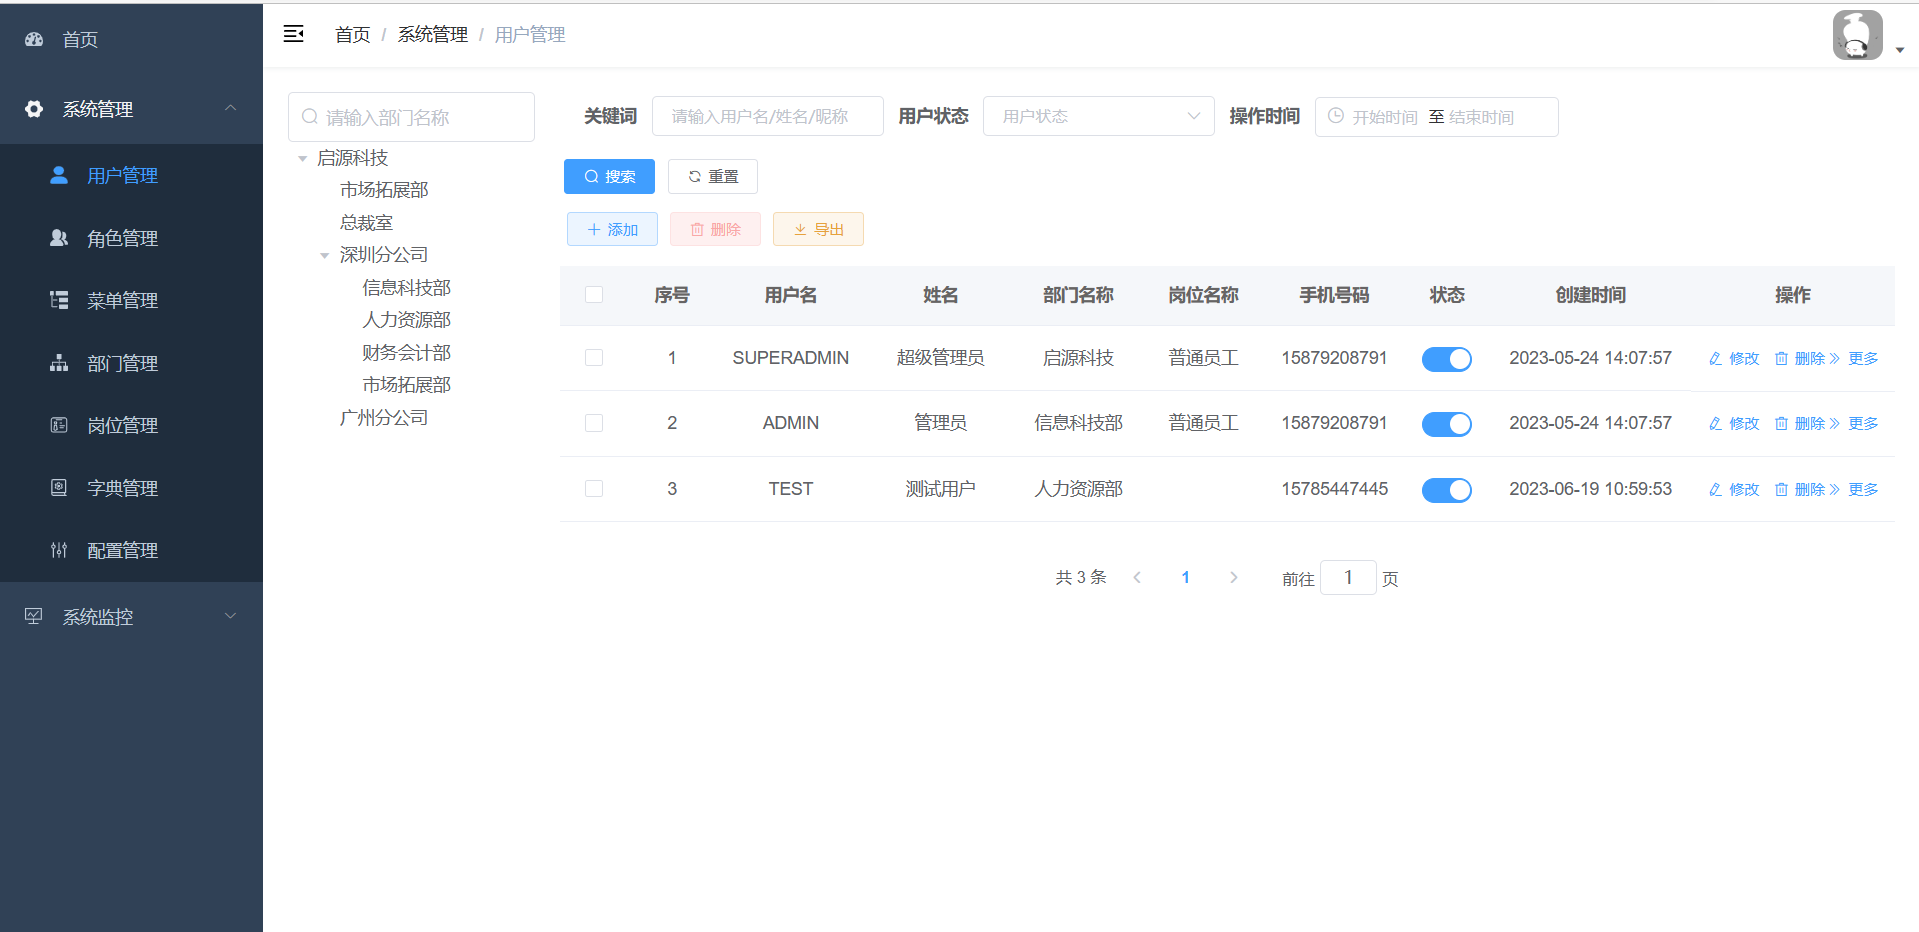 首页
系统管理
用户管理
角色管理
菜单管理
部门管理
岗位管理
字典管理
配置管理
系统监控
首页 / 系统管理 / 用户管理
请输入部门名称
启源科技
市场拓展部
总裁室
深圳分公司
信息科技部
人力资源部
财务会计部
市场拓展部
广州分公司
关键词 请输入用户名/姓名/昵称 用户状态 用户状态 操作时间 开始时间 至 结束时间
搜索 重置
添加 删除 导出
序号 用户名 姓名 部门名称 岗位名称 手机号码 状态 创建时间 操作
1 SUPERADMIN 超级管理员 启源科技 普通员工 15879208791 2023-05-24 14:07:57 修改 删除 更多
2 ADMIN 管理员 信息科技部 普通员工 15879208791 2023-05-24 14:07:57 修改 删除 更多
3 TEST 测试用户 人力资源部 15785447445 2023-06-19 10:59:53 修改 删除 更多
共 3 条 1 前往 1 页